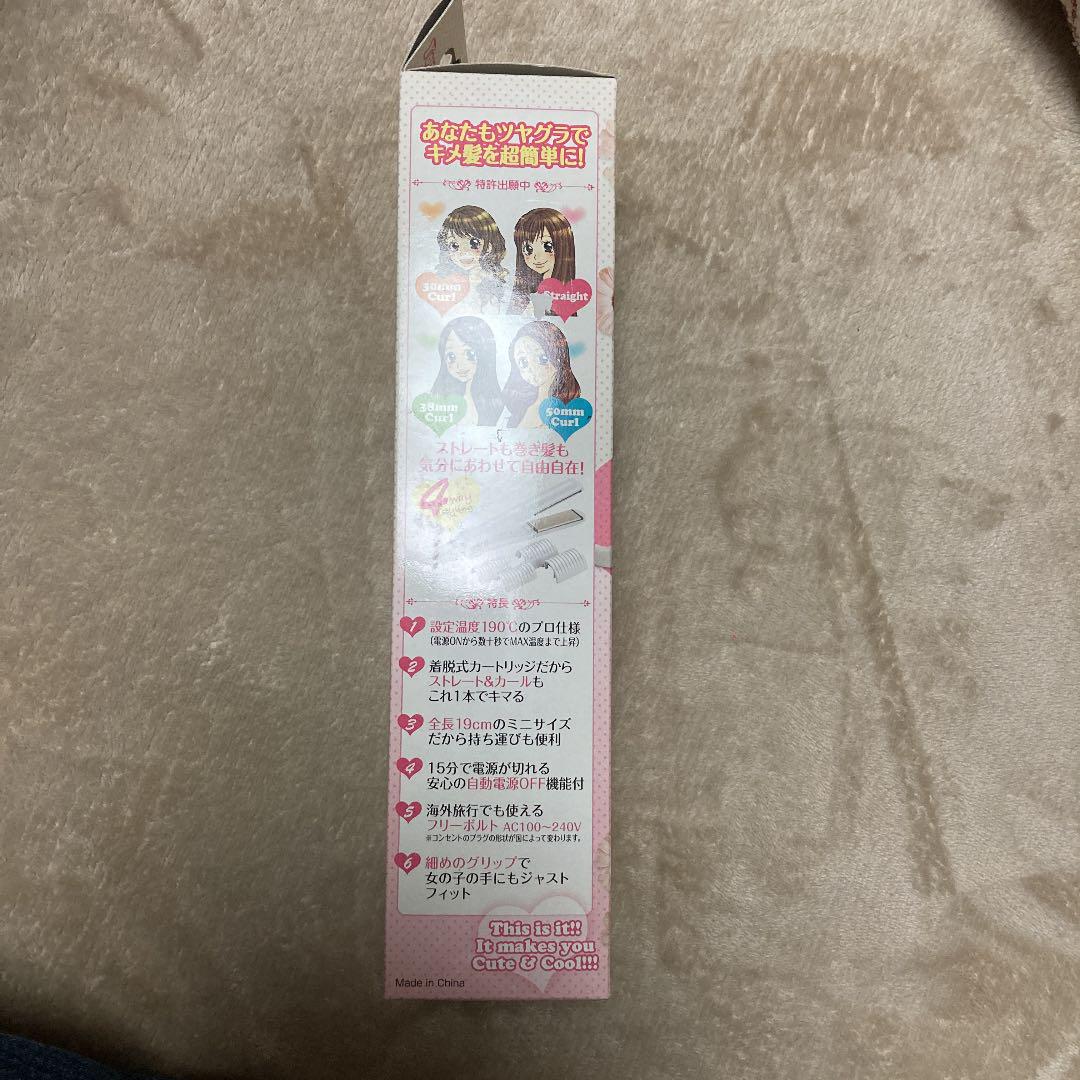 あなたもツヤグラで
キメ髪を超簡単に!
特許出願中
30mm
Curl
Straight
38mm
Curl
50mm
Curl
ストレートも巻き髪も
気分にあわせて自由自在!
4way
特長
1 設定温度190℃のプロ仕様
(電源ONから数十秒でMAX温度まで上昇)
2 着脱式カートリッジだから
ストレート&カールも
これ1本でキマる
3 全長19cmのミニサイズ
だから持ち運びも便利
4 15分で電源が切れる
安心の自動電源OFF機能付
5 海外旅行でも使える
フリーボルト AC100~240V
※コンセントのプラグの形状が国によって変わります。
6 細めのグリップで
女の子の手にもジャスト
フィット
This is it!!
It makes you
Cute & Cool!!!
Made in China